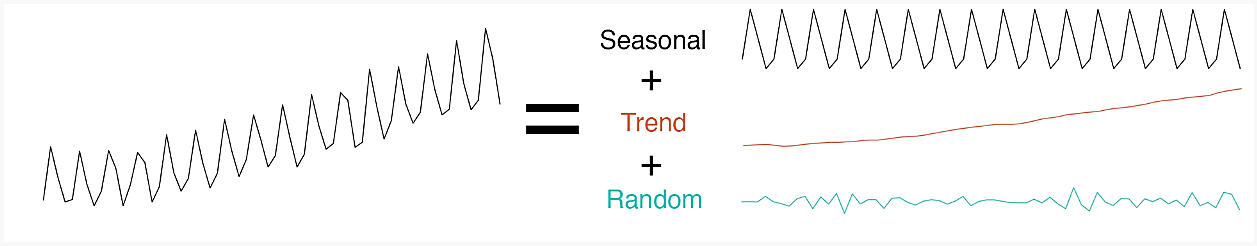 Seasonal
+
Trend
+
Random